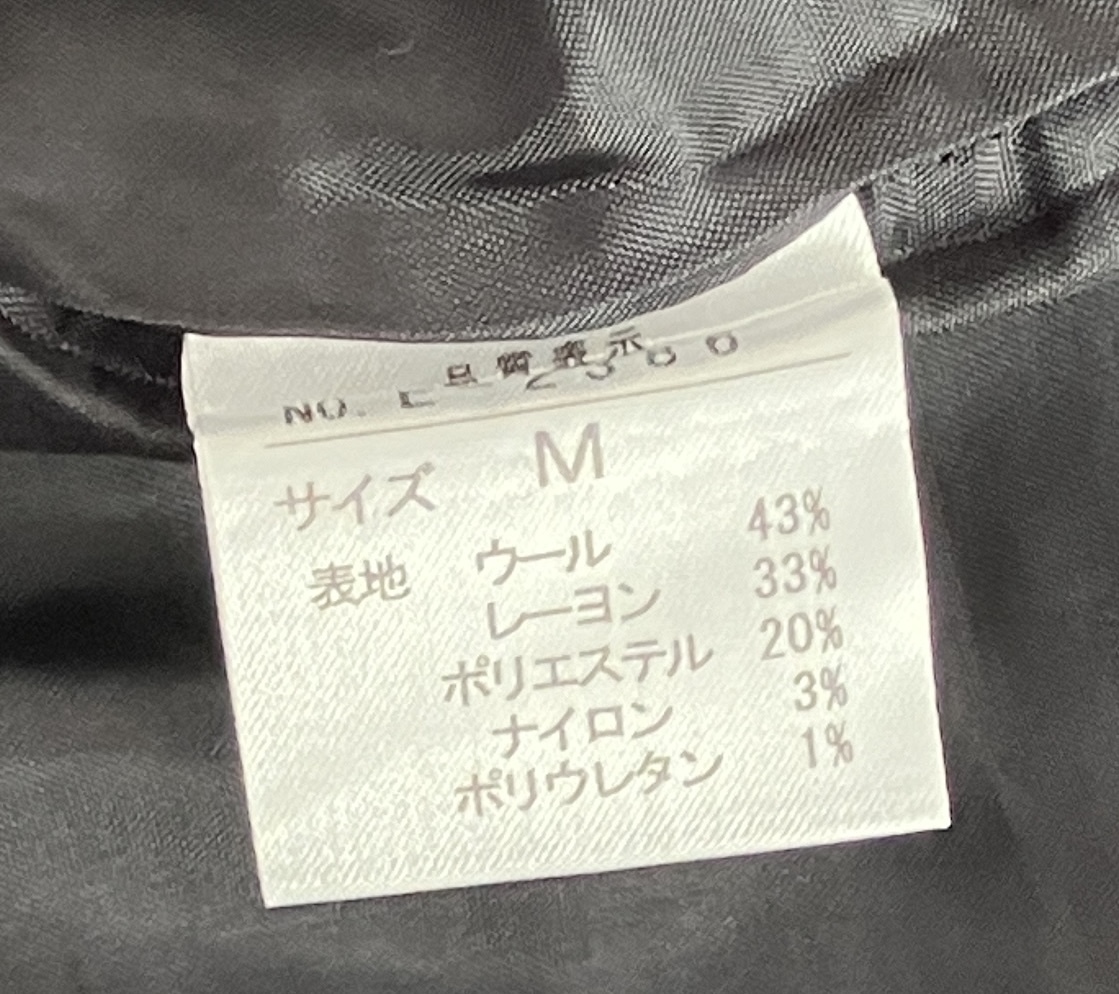 品質表示
NO.
サイズ M
表地 ウール 43%
レーヨン 33%
ポリエステル 20%
ナイロン 3%
ポリウレタン 1%